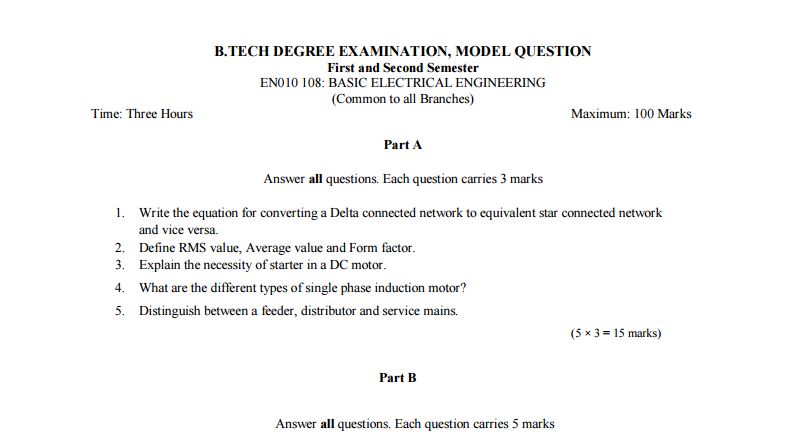 B.TECH DEGREE EXAMINATION, MODEL QUESTION
First and Second Semester
EN010 108: BASIC ELECTRICAL ENGINEERING
(Common to all Branches)
Time: Three Hours Maximum: 100 Marks
Part A
Answer all questions. Each question carries 3 marks
1. Write the equation for converting a Delta connected network to equivalent star connected network
and vice versa.
2. Define RMS value, Average value and Form factor.
3. Explain the necessity of starter in a DC motor.
4. What are the different types of single phase induction motor?
5. Distinguish between a feeder, distributor and service mains.
(5 × 3 = 15 marks)
Part B
Answer all questions. Each question carries 5 marks